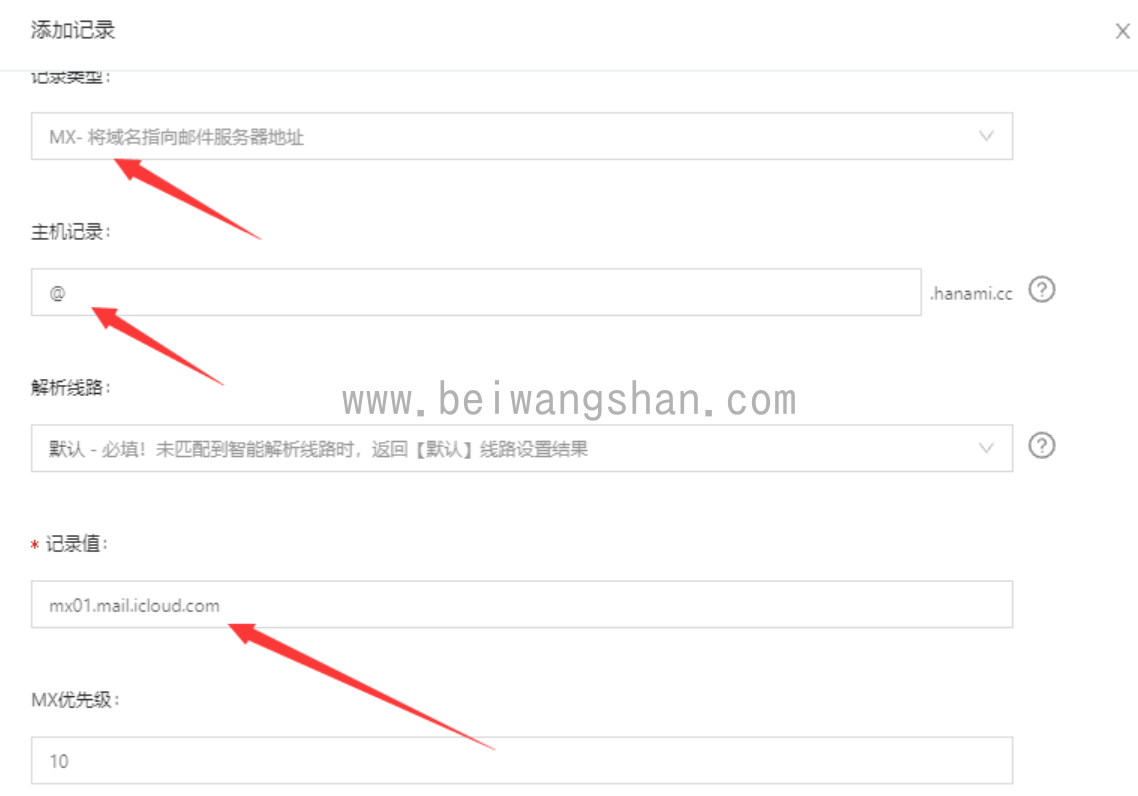 添加记录
记录类型：
MX- 将域名指向邮件服务器地址
主机记录：
@
.hanami.cc
解析线路：
www.beiwangshan.com
默认 - 必填！未匹配到智能解析线路时，返回【默认】线路设置结果
* 记录值：
mx01.mail.icloud.com
MX优先级：
10